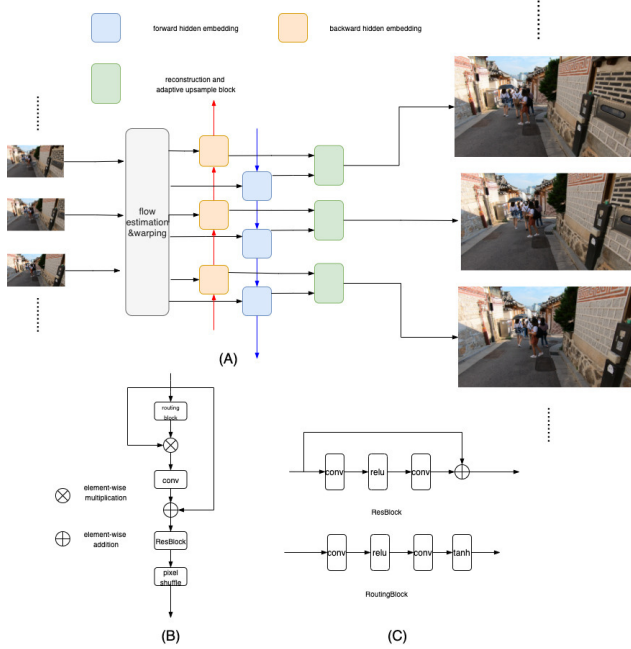 forward hidden embedding
backward hidden embedding
reconstruction and
adaptive upsample block
flow
estimation
&warping
(A)
routing
block
conv
element-wise
multiplication
element-wise
addition
ResBlock
pixel
shuffle
(B)
conv
relu
conv
ResBlock
conv
relu
conv
tanh
RoutingBlock
(C)